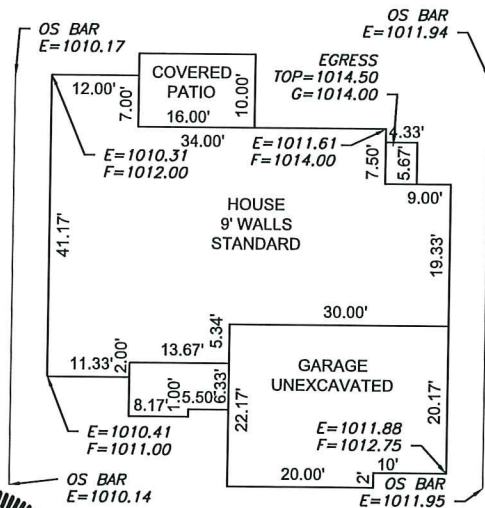 OS BAR
E=1010.17
OS BAR
E=1011.94
EGRESS
TOP=1014.50
G=1014.00
COVERED
PATIO
12.00'
7.00'
10.00'
16.00'
34.00'
E=1011.61
F=1014.00
4.33'
5.67'
7.50'
9.00'
E=1010.31
F=1012.00
HOUSE
9' WALLS
STANDARD
41.17'
19.33'
30.00'
5.34'
13.67'
2.00'
11.33'
GARAGE
UNEXCAVATED
8.17'
1.00'
5.50'
6.33'
22.17'
20.17'
E=1010.41
F=1011.00
E=1011.88
F=1012.75
20.00'
2'
10'
OS BAR
E=1010.14
OS BAR
E=1011.95